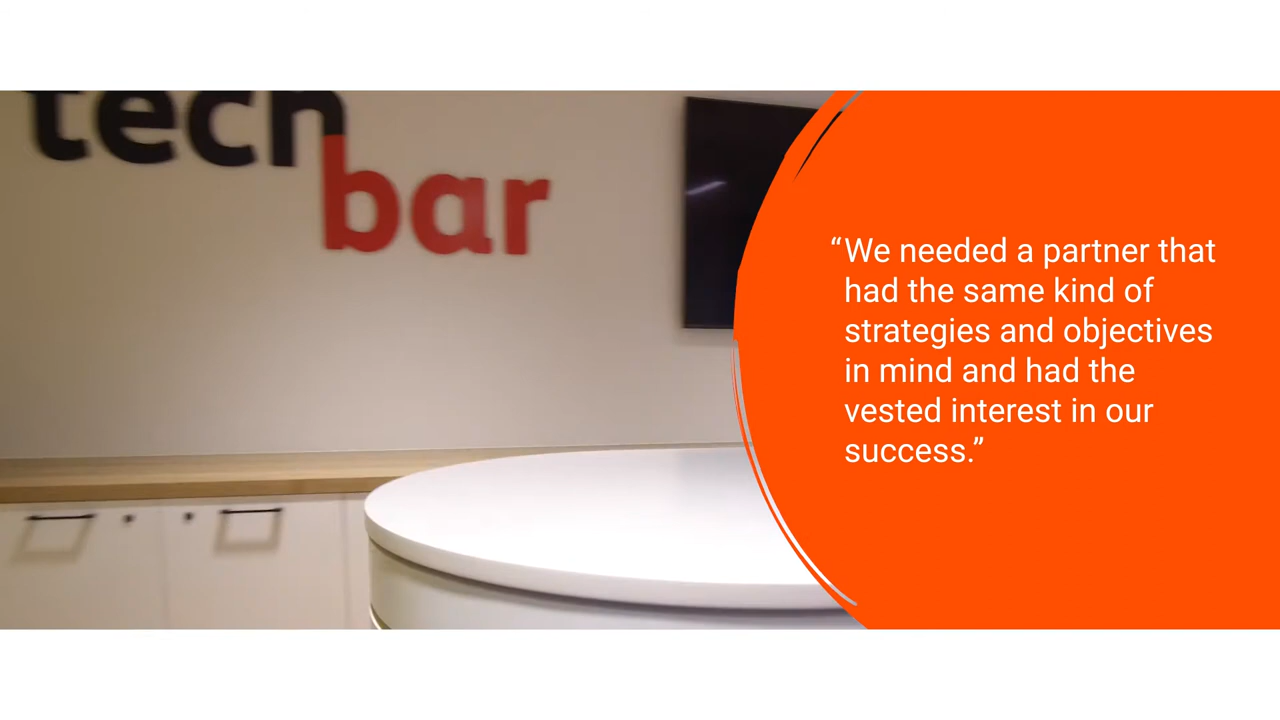 tech
bar
“We needed a partner that
had the same kind of
strategies and objectives
in mind and had the
vested interest in our
success.”